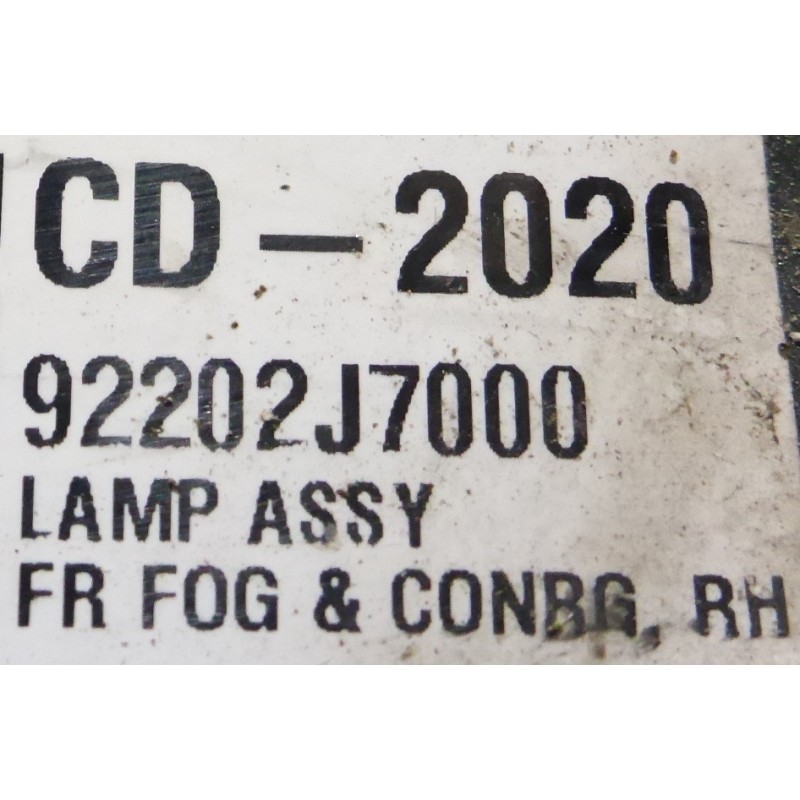 CD-2020
92202J7000
LAMP ASSY
FR FOG & CONBG, RH